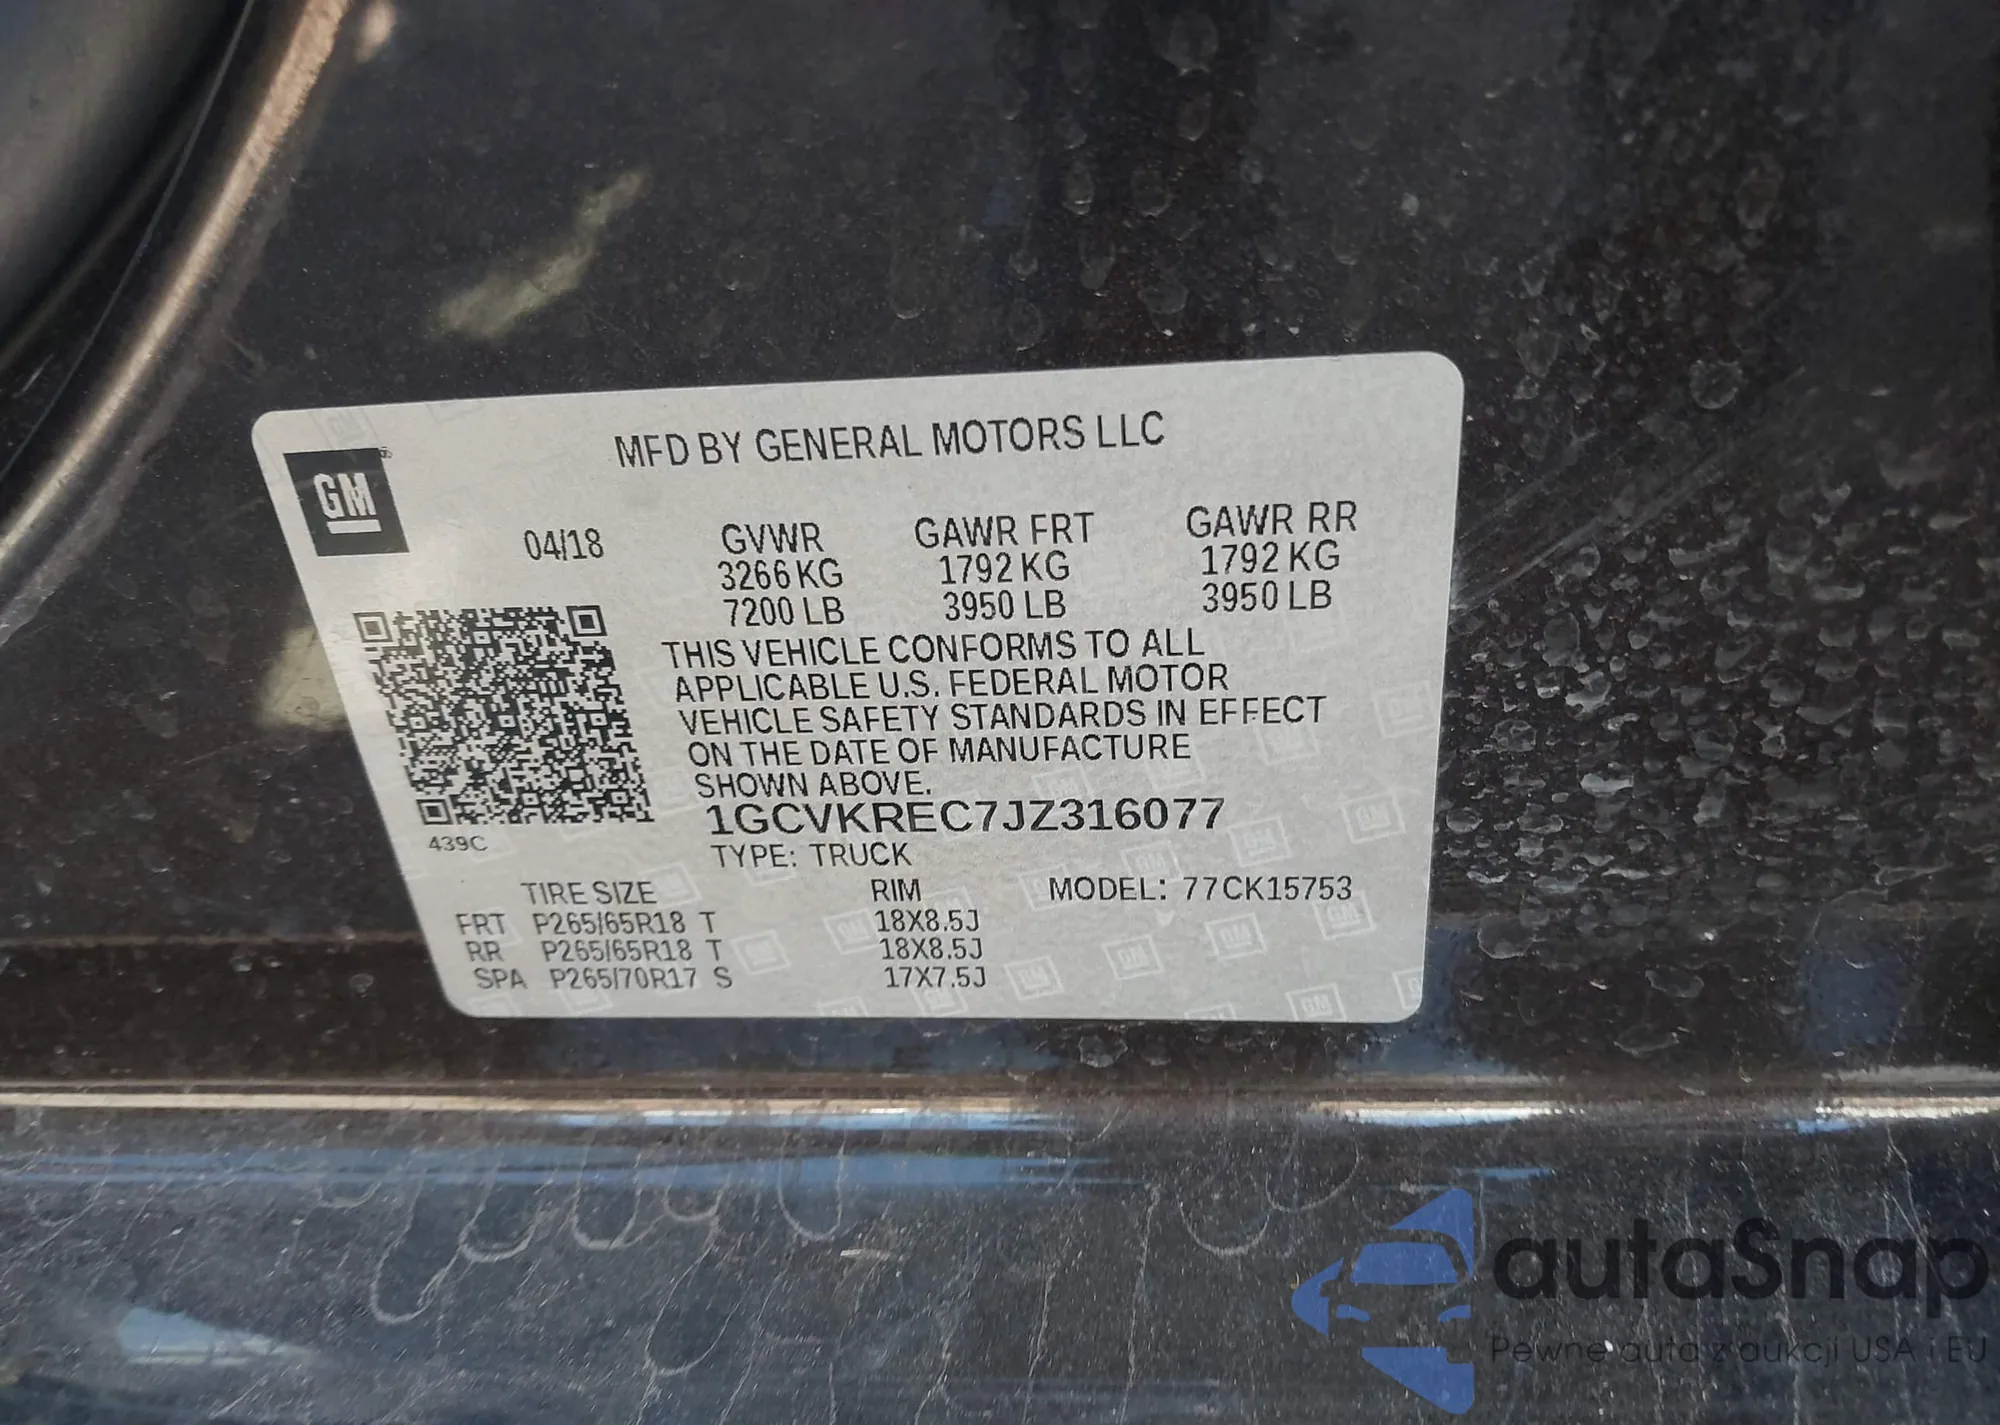 MFD BY GENERAL MOTORS LLC
GM
04/18
GVWR GAWR FRT GAWR RR
3266 KG 1792 KG 1792 KG
7200 LB 3950 LB 3950 LB
THIS VEHICLE CONFORMS TO ALL
APPLICABLE U.S. FEDERAL MOTOR
VEHICLE SAFETY STANDARDS IN EFFECT
ON THE DATE OF MANUFACTURE
SHOWN ABOVE.
1GCVKREC7JZ316077
439C
TYPE: TRUCK
TIRE SIZE RIM MODEL: 77CK15753
FRT P265/65R18 T 18X8.5J
RR P265/65R18 T 18X8.5J
SPA P265/70R17 S 17X7.5J
autaSnap
Pewne auta z aukcji USA i EU